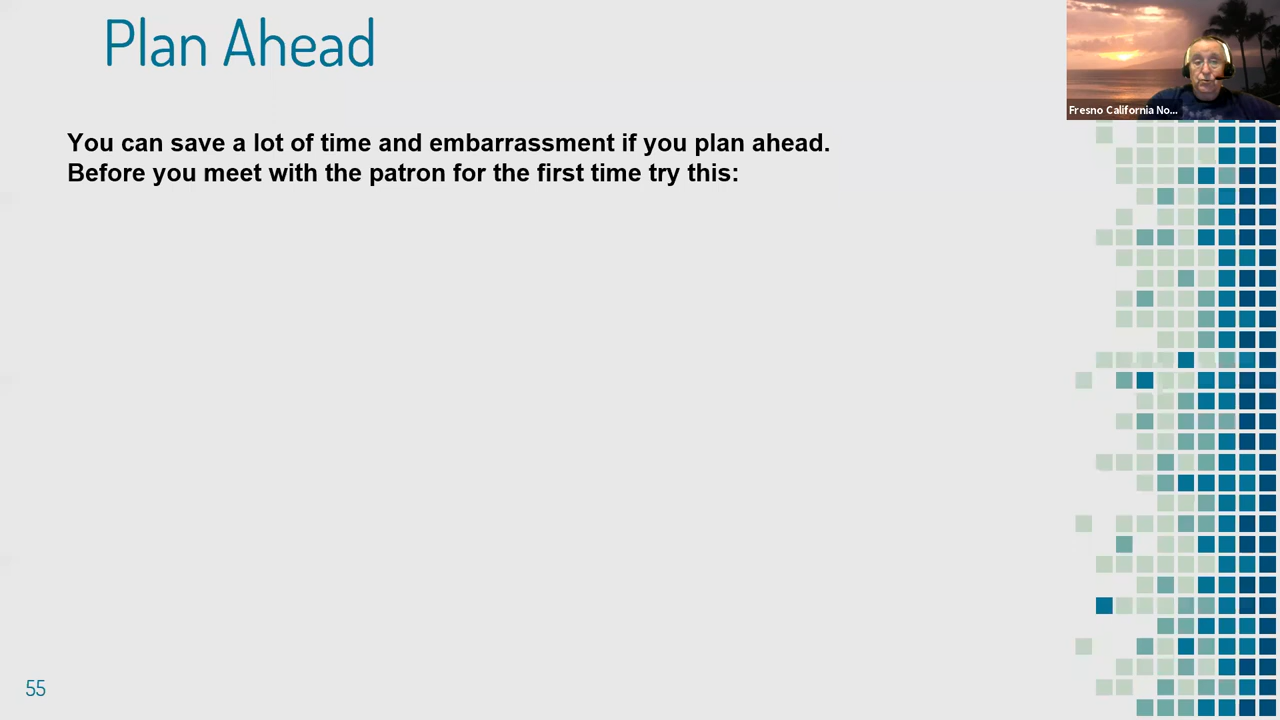 Plan Ahead
Fresno California No...
You can save a lot of time and embarrassment if you plan ahead.
Before you meet with the patron for the first time try this:
55